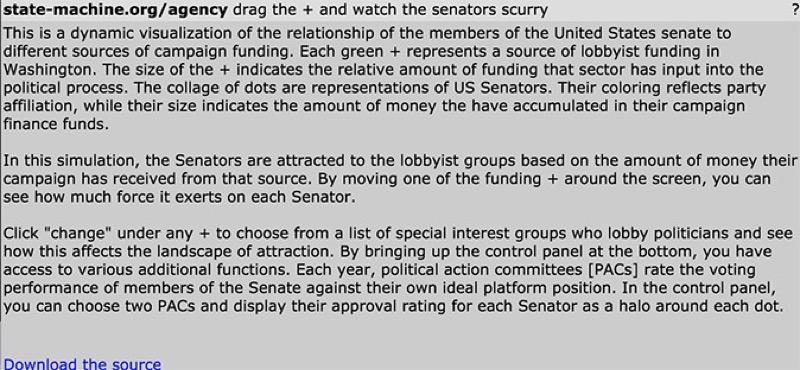 state-machine.org/agency drag the + and watch the senators scurry ?
This is a dynamic visualization of the relationship of the members of the United States senate to
different sources of campaign funding. Each green + represents a source of lobbyist funding in
Washington. The size of the + indicates the relative amount of funding that sector has input into the
political process. The collage of dots are representations of US Senators. Their coloring reflects party
affiliation, while their size indicates the amount of money the have accumulated in their campaign
finance funds.
In this simulation, the Senators are attracted to the lobbyist groups based on the amount of money their
campaign has received from that source. By moving one of the funding + around the screen, you can
see how much force it exerts on each Senator.
Click "change" under any + to choose from a list of special interest groups who lobby politicians and see
how this affects the landscape of attraction. By bringing up the control panel at the bottom, you have
access to various additional functions. Each year, political action committees [PACs] rate the voting
performance of members of the Senate against their own ideal platform position. In the control panel,
you can choose two PACs and display their approval rating for each Senator as a halo around each dot.
Download the source